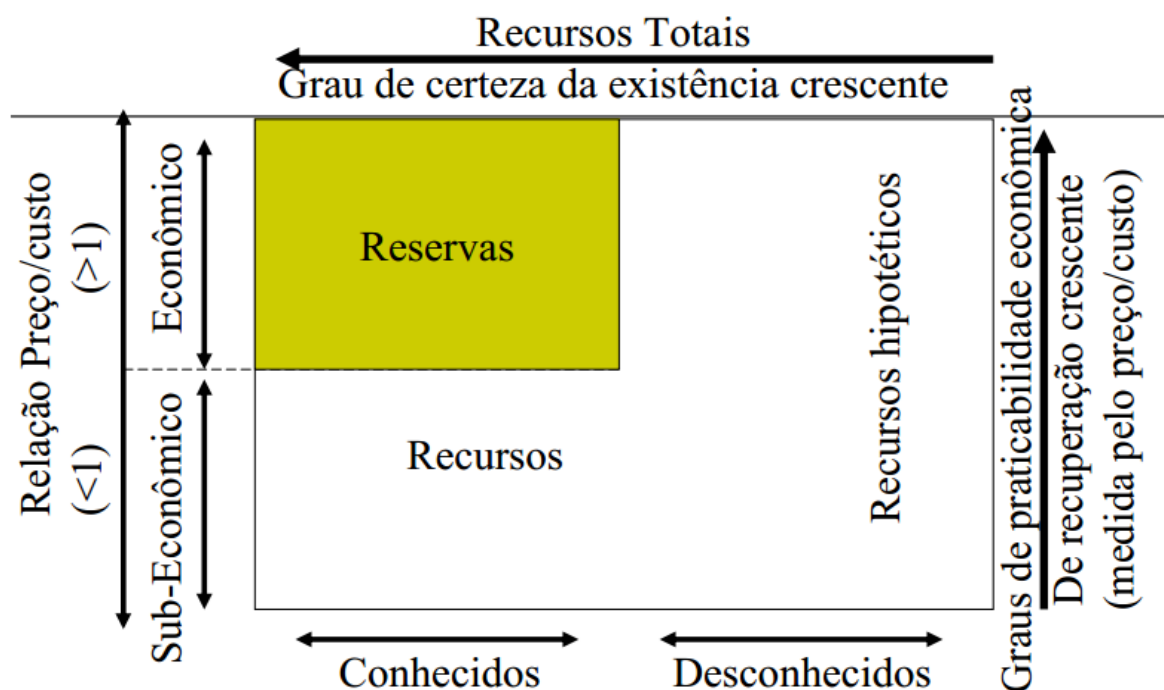 Recursos Totais
Grau de certeza da existência crescente
Relação Preço/custo
(<1) (>1)
Sub-Econômico
Econômico
Reservas
Recursos
Recursos hipotéticos
Graus de praticabilidade econômica
De recuperação crescente
(medida pelo preço/custo)
Conhecidos
Desconhecidos